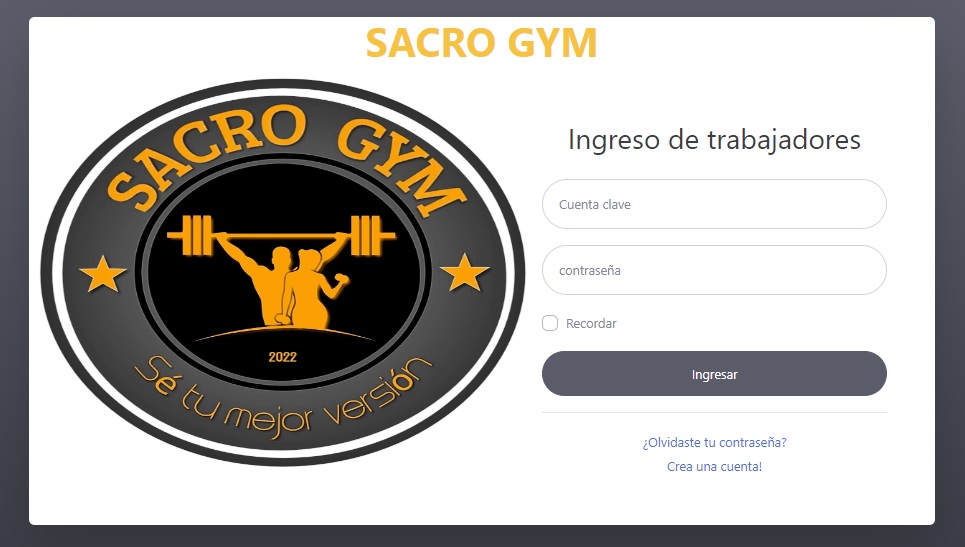 SACRO GYM
SACRO GYM
2022
Sé tu mejor versión
Ingreso de trabajadores
Cuenta clave
contraseña
Recordar
Ingresar
¿Olvidaste tu contraseña?
Crea una cuenta!